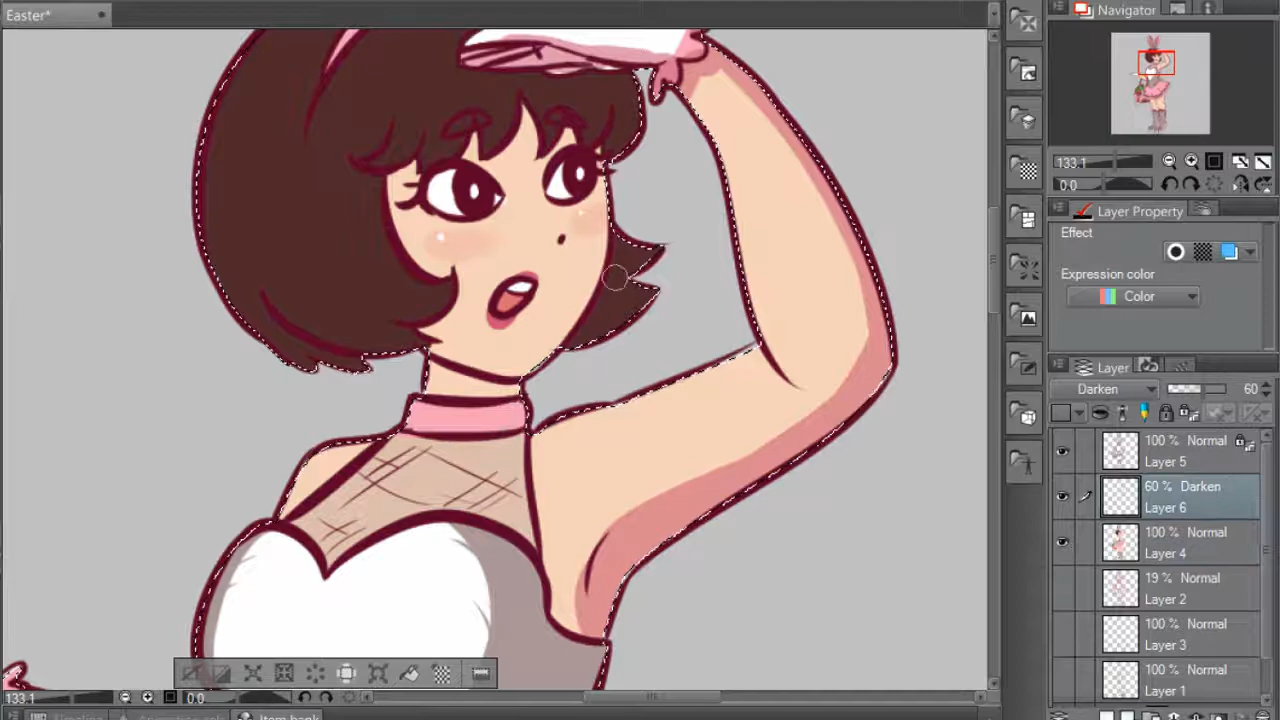 Easter*
Navigator
133.1
0.0
Layer Property
Effect
Expression color
Color
Layer
Darken 60
100 % Normal
Layer 5
60 % Darken
Layer 6
100 % Normal
Layer 4
19 % Normal
Layer 2
100 % Normal
Layer 3
100 % Normal
Layer 1
133.1 0.0
Item bank